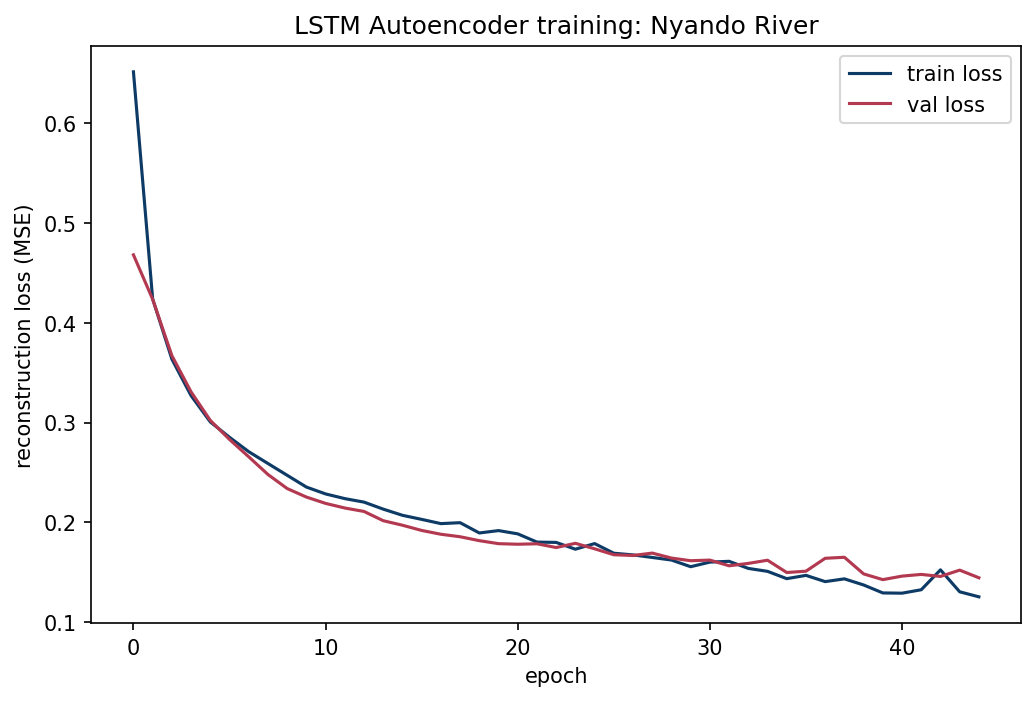 LSTM Autoencoder training: Nyando River
train loss
val loss
reconstruction loss (MSE)
0.6
0.5
0.4
0.3
0.2
0.1
0 10 20 30 40
epoch